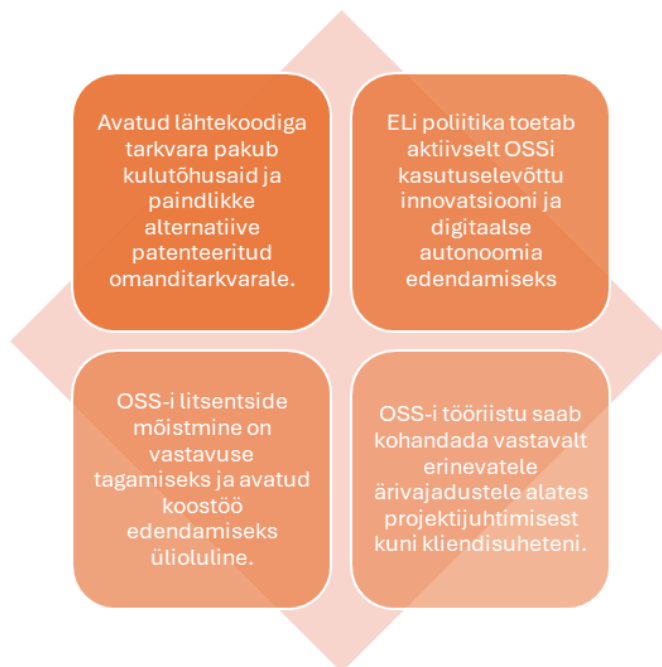 Avatud lähtekoodiga
tarkvara pakub
kulutõhusaid ja
paindlikke
alternatiive
patenteeritud
omanditarkvarale.
ELi poliitika toetab
aktiivselt OSSi
kasutuselevõttu
innovatsiooni ja
digitaalse
autonoomia
edendamiseks
OSS-i litsentside
mõistmine on
vastavuse
tagamiseks ja avatud
koostöö
edendamiseks
ülioluline.
OSS-i tööriistu saab
kohandada vastavalt
erinevatele
ärivajadustele alates
projektijuhtimisest
kuni kliendisuheteni.